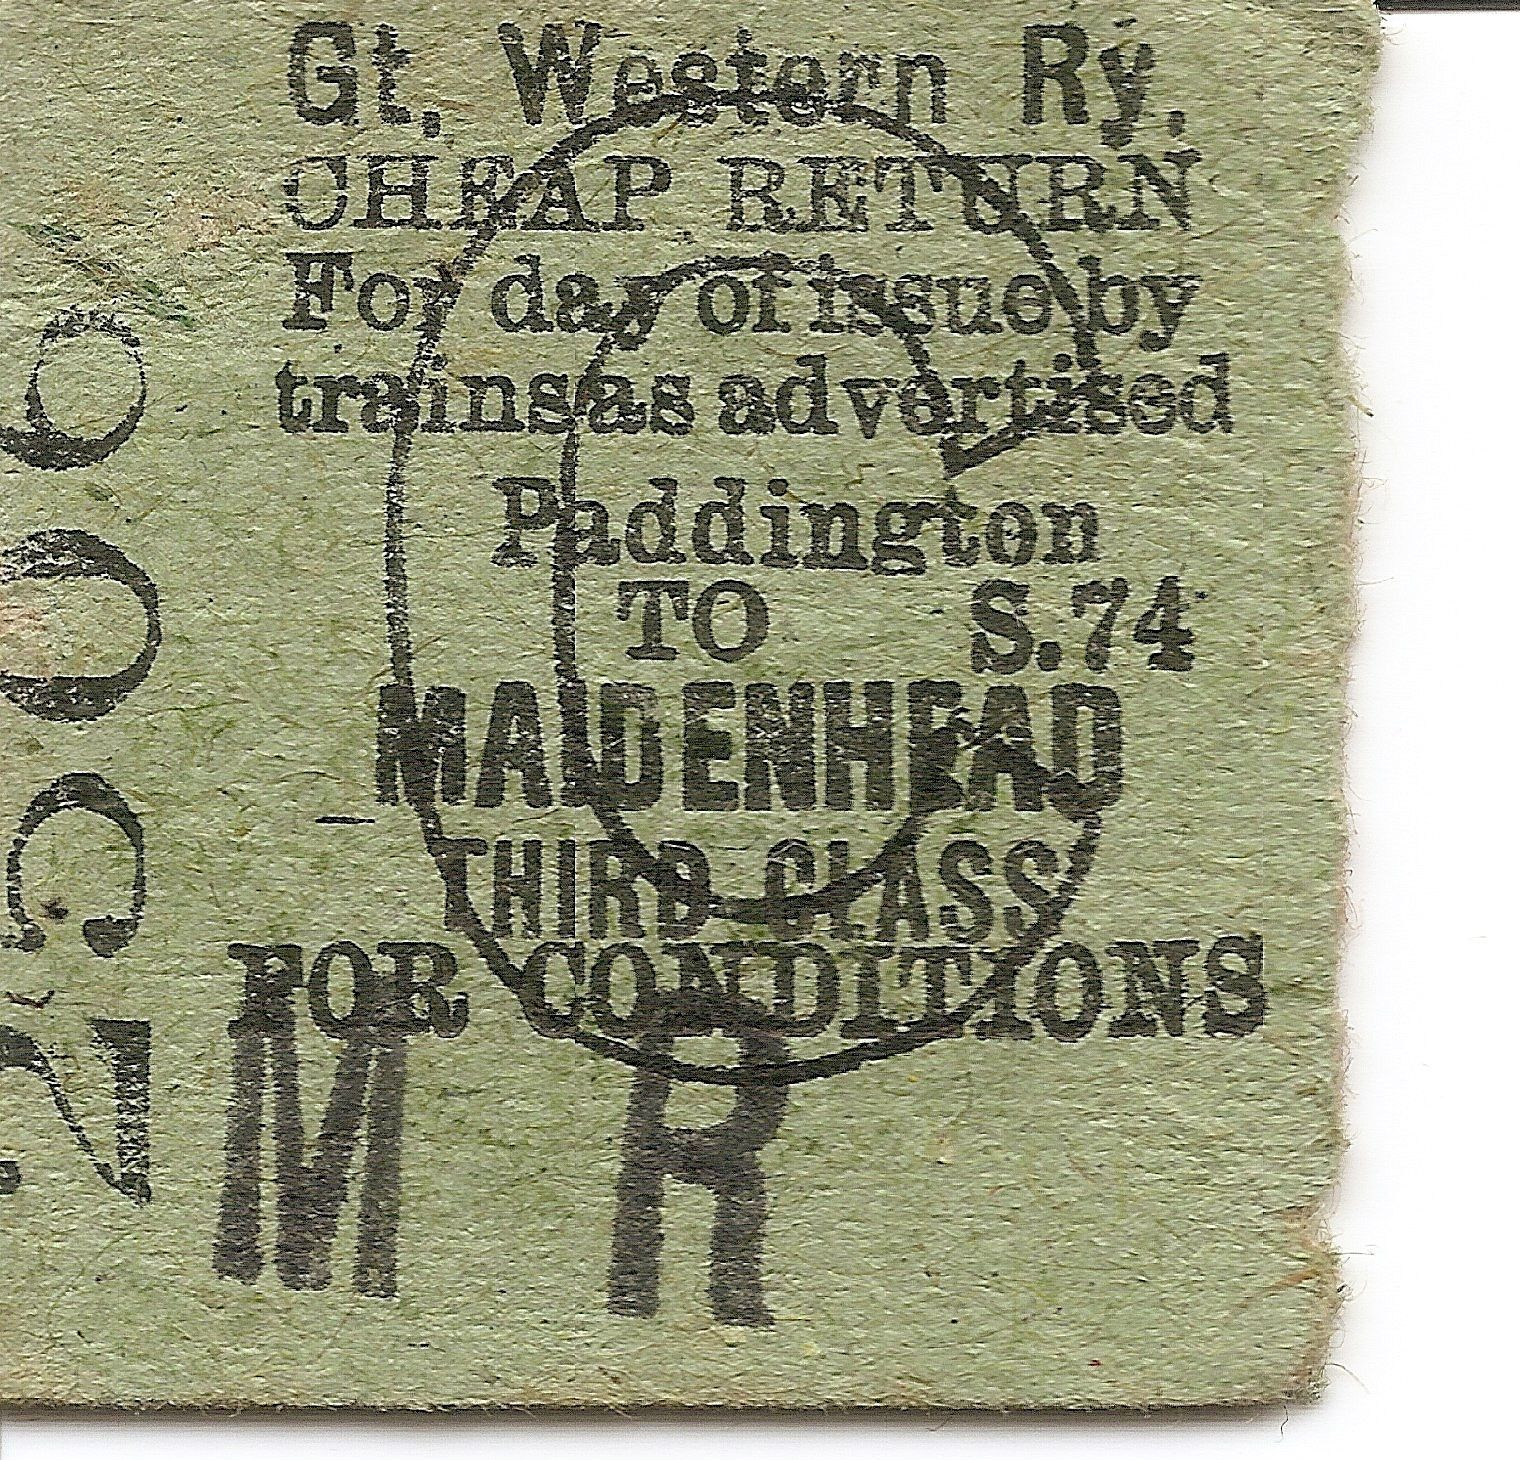 Gt. Western Ry.
CHEAP RETURN
For day of issue by
trains as advertised
Paddington
TO S.74
MAIDENHEAD
THIRD CLASS
FOR CONDITIONS
M R
C